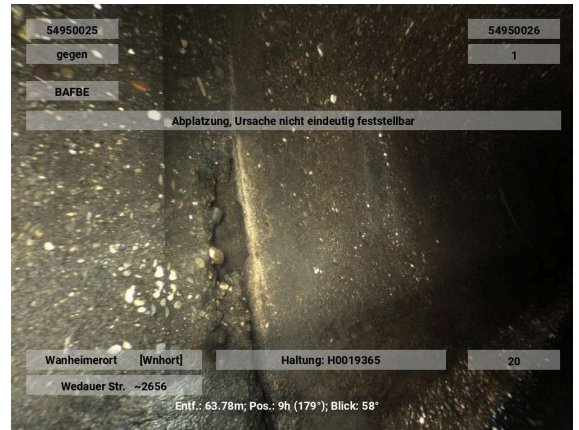 54950025 54950026
gegen 1
BAFBE
Abplatzung, Ursache nicht eindeutig feststellbar
Wanheimerort [Wnhort] Haltung: H0019365 20
Wedauer Str. ~2656
Entf.: 63.78m; Pos.: 9h (179°); Blick: 58°